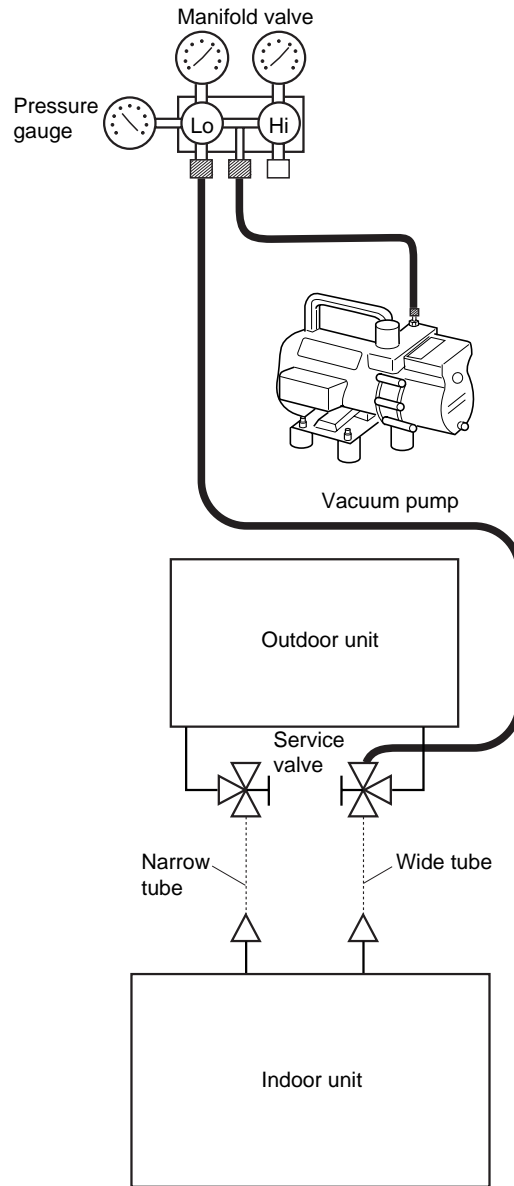 Manifold valve
Pressure
gauge
Lo
Hi
Vacuum pump
Outdoor unit
Service
valve
Narrow
tube
Wide tube
Indoor unit